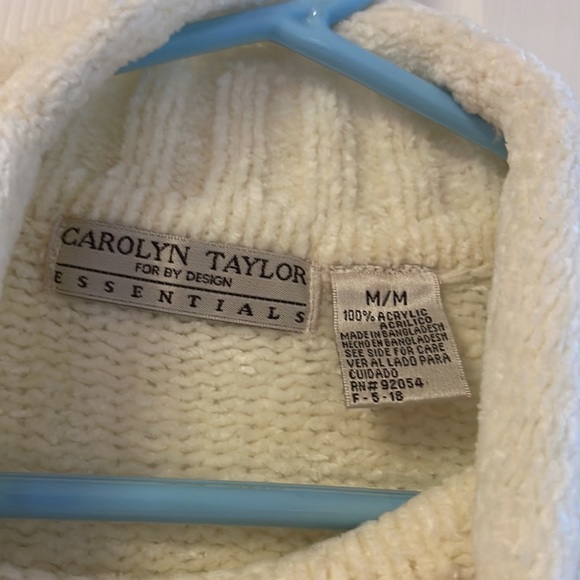 CAROLYN TAYLOR
FOR BY DESIGN
ESSENTIALS
M/M
100% ACRYLIC
ACRILICO
MADE IN BANGLADESH
HECHO EN BANGLADESH
SEE SIDE FOR CARE
VER AL LADO PARA
CUIDADO
RN# 92054
F-5-18